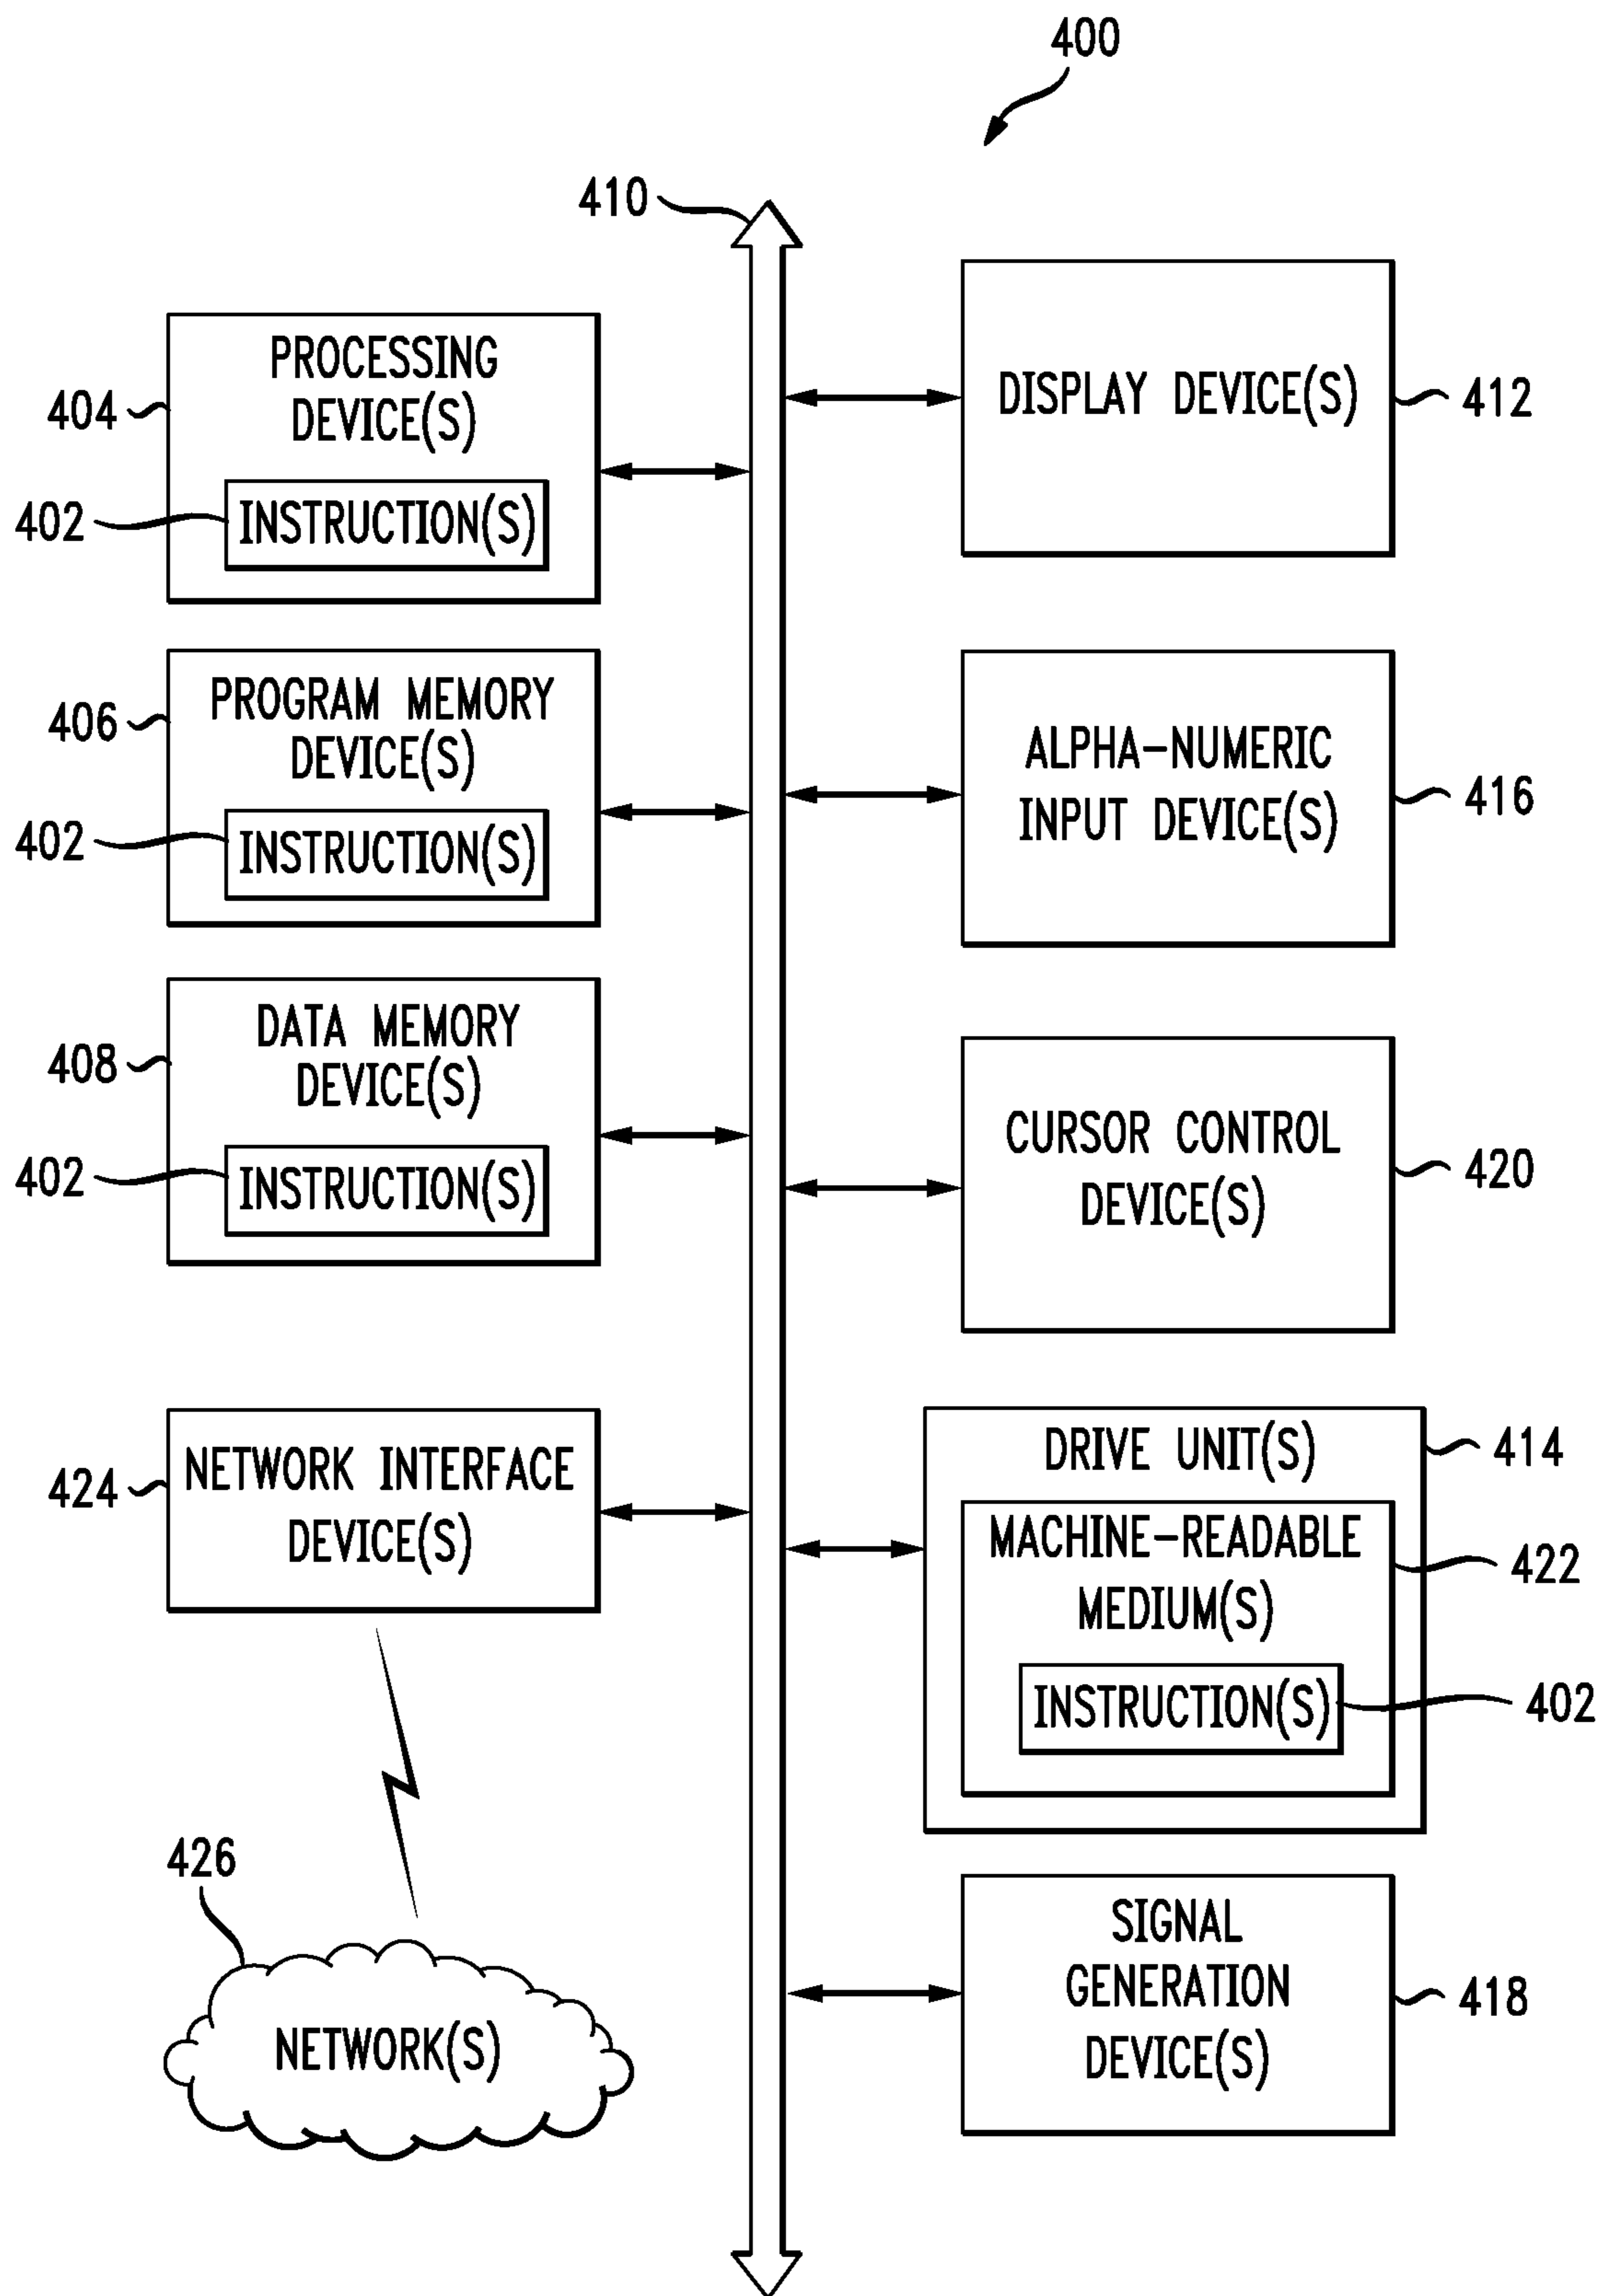 400
410
PROCESSING
DEVICE(S)
404
402
INSTRUCTION(S)
PROGRAM MEMORY
DEVICE(S)
406
402
INSTRUCTION(S)
DATA MEMORY
DEVICE(S)
408
402
INSTRUCTION(S)
NETWORK INTERFACE
DEVICE(S)
424
426
NETWORK(S)
DISPLAY DEVICE(S)
412
ALPHA-NUMERIC
INPUT DEVICE(S)
416
CURSOR CONTROL
DEVICE(S)
420
DRIVE UNIT(S)
414
MACHINE-READABLE
MEDIUM(S)
422
INSTRUCTION(S)
402
SIGNAL
GENERATION
DEVICE(S)
418